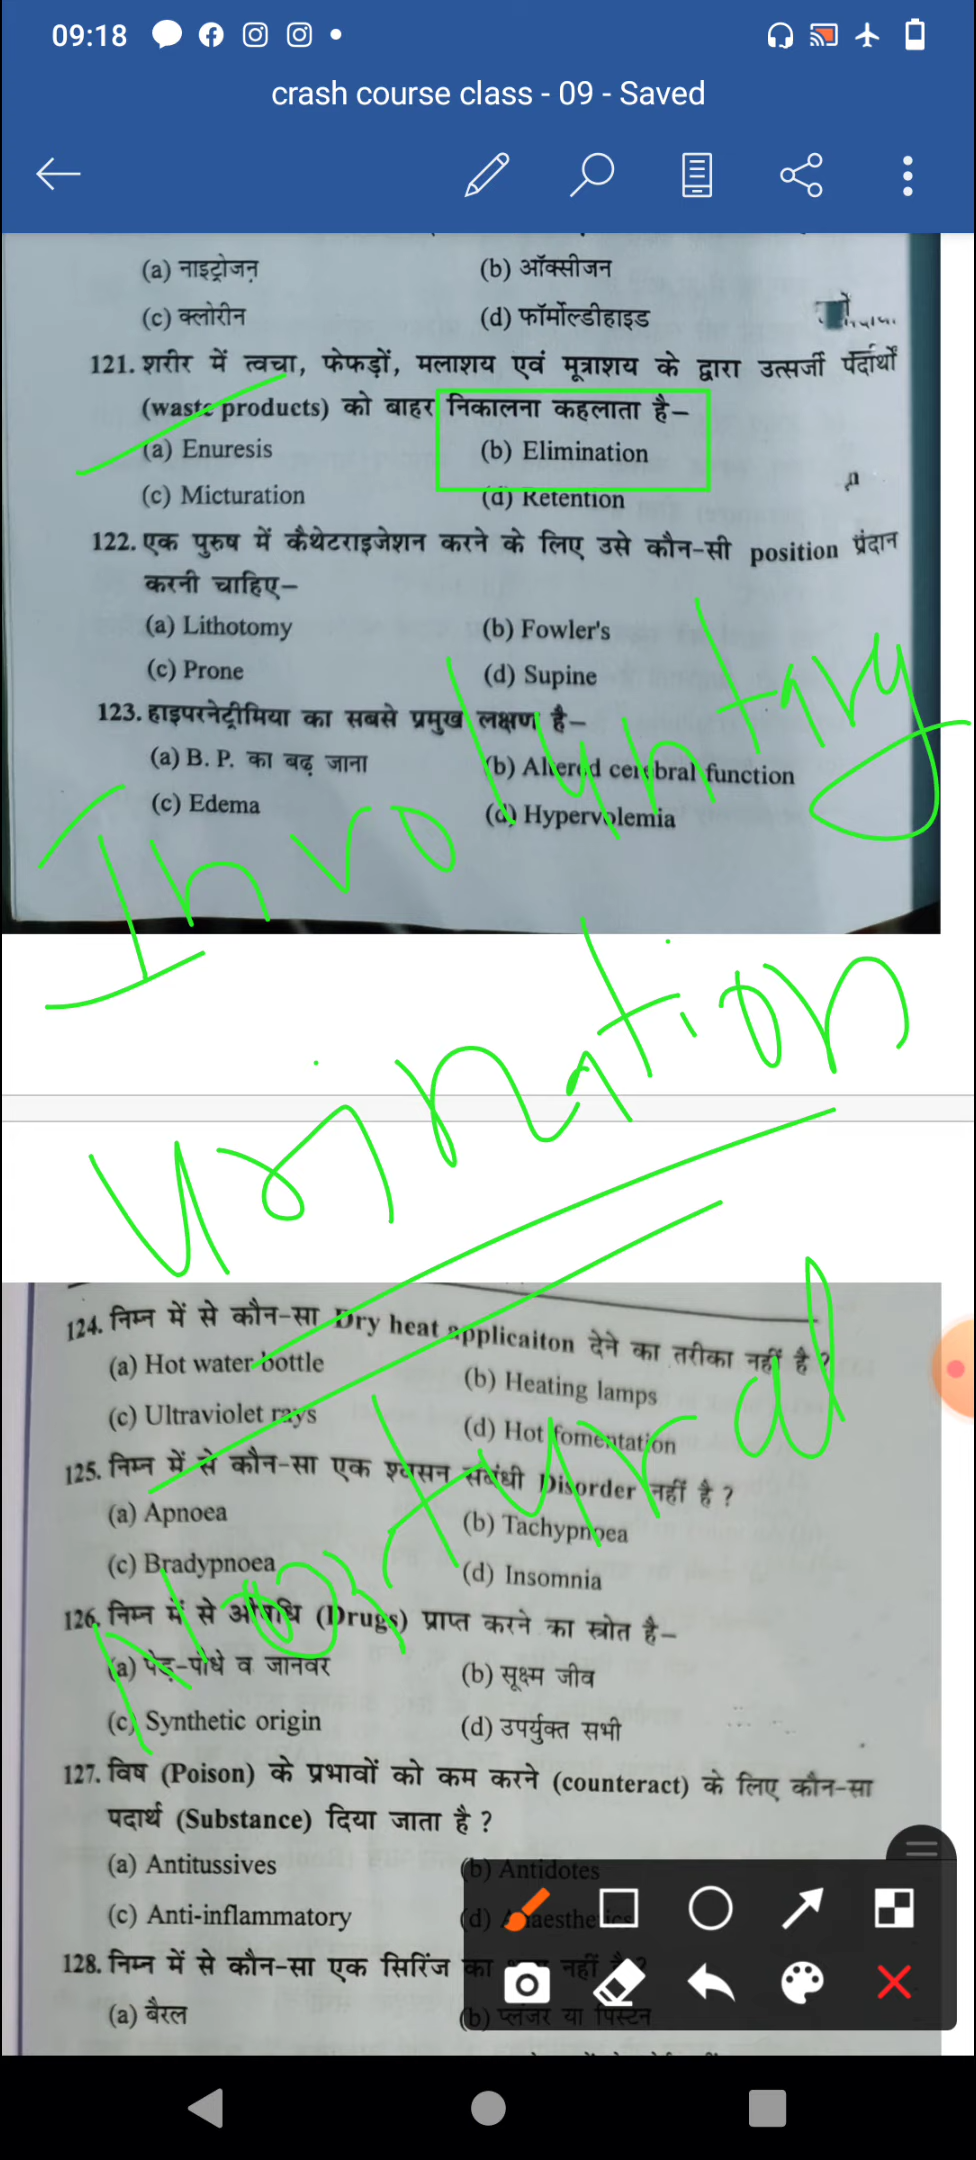 09:18
crash course class - 09 - Saved
(a) नाइट्रोजन (b) ऑक्सीजन
(c) क्लोरीन (d) फॉर्मोल्डीहाइड
121. शरीर में त्वचा, फेफड़ों, मलाशय एवं मूत्राशय के द्वारा उत्सर्जी पदार्थों
(waste products) को बाहर निकालना कहलाता है–
(a) Enuresis (b) Elimination
(c) Micturation (d) Retention
122. एक पुरुष में कैथेटराइजेशन करने के लिए उसे कौन-सी position प्रदान
करनी चाहिए–
(a) Lithotomy (b) Fowler's
(c) Prone (d) Supine
123. हाइपरनेट्रीमिया का सबसे प्रमुख लक्षण है–
(a) B. P. का बढ़ जाना (b) Altered cerebral function
(c) Edema (d) Hypervolemia
Involuntary
Urination
124. निम्न में से कौन-सा Dry heat applicaiton देने का तरीका नहीं है ?
(a) Hot water bottle (b) Heating lamps
(c) Ultraviolet rays (d) Hot fomentation
125. निम्न में से कौन-सा एक श्वसन संबंधी Disorder नहीं है ?
(a) Apnoea (b) Tachypnoea
(c) Bradypnoea (d) Insomnia
126. निम्न में से औषधि (Drugs) प्राप्त करने का स्त्रोत है–
(a) पेड़-पौधे व जानवर (b) सूक्ष्म जीव
(c) Synthetic origin (d) उपर्युक्त सभी
127. विष (Poison) के प्रभावों को कम करने (counteract) के लिए कौन-सा
पदार्थ (Substance) दिया जाता है ?
(a) Antitussives (b) Antidotes
(c) Anti-inflammatory (d)
128. निम्न में से कौन-सा एक सिरिंज का नहीं है ?
(a) बैरल (b) प्लंजर या पिस्टन